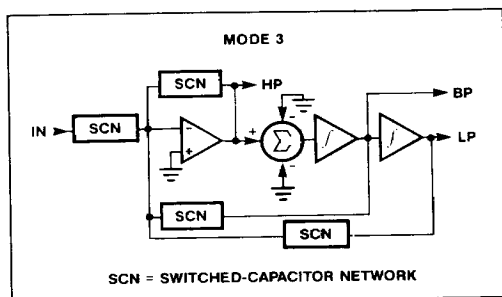 MODE 3
SCN
HP
BP
IN
SCN
-
+
+
-
Σ
-
∫
∫
LP
SCN
SCN
SCN = SWITCHED-CAPACITOR NETWORK